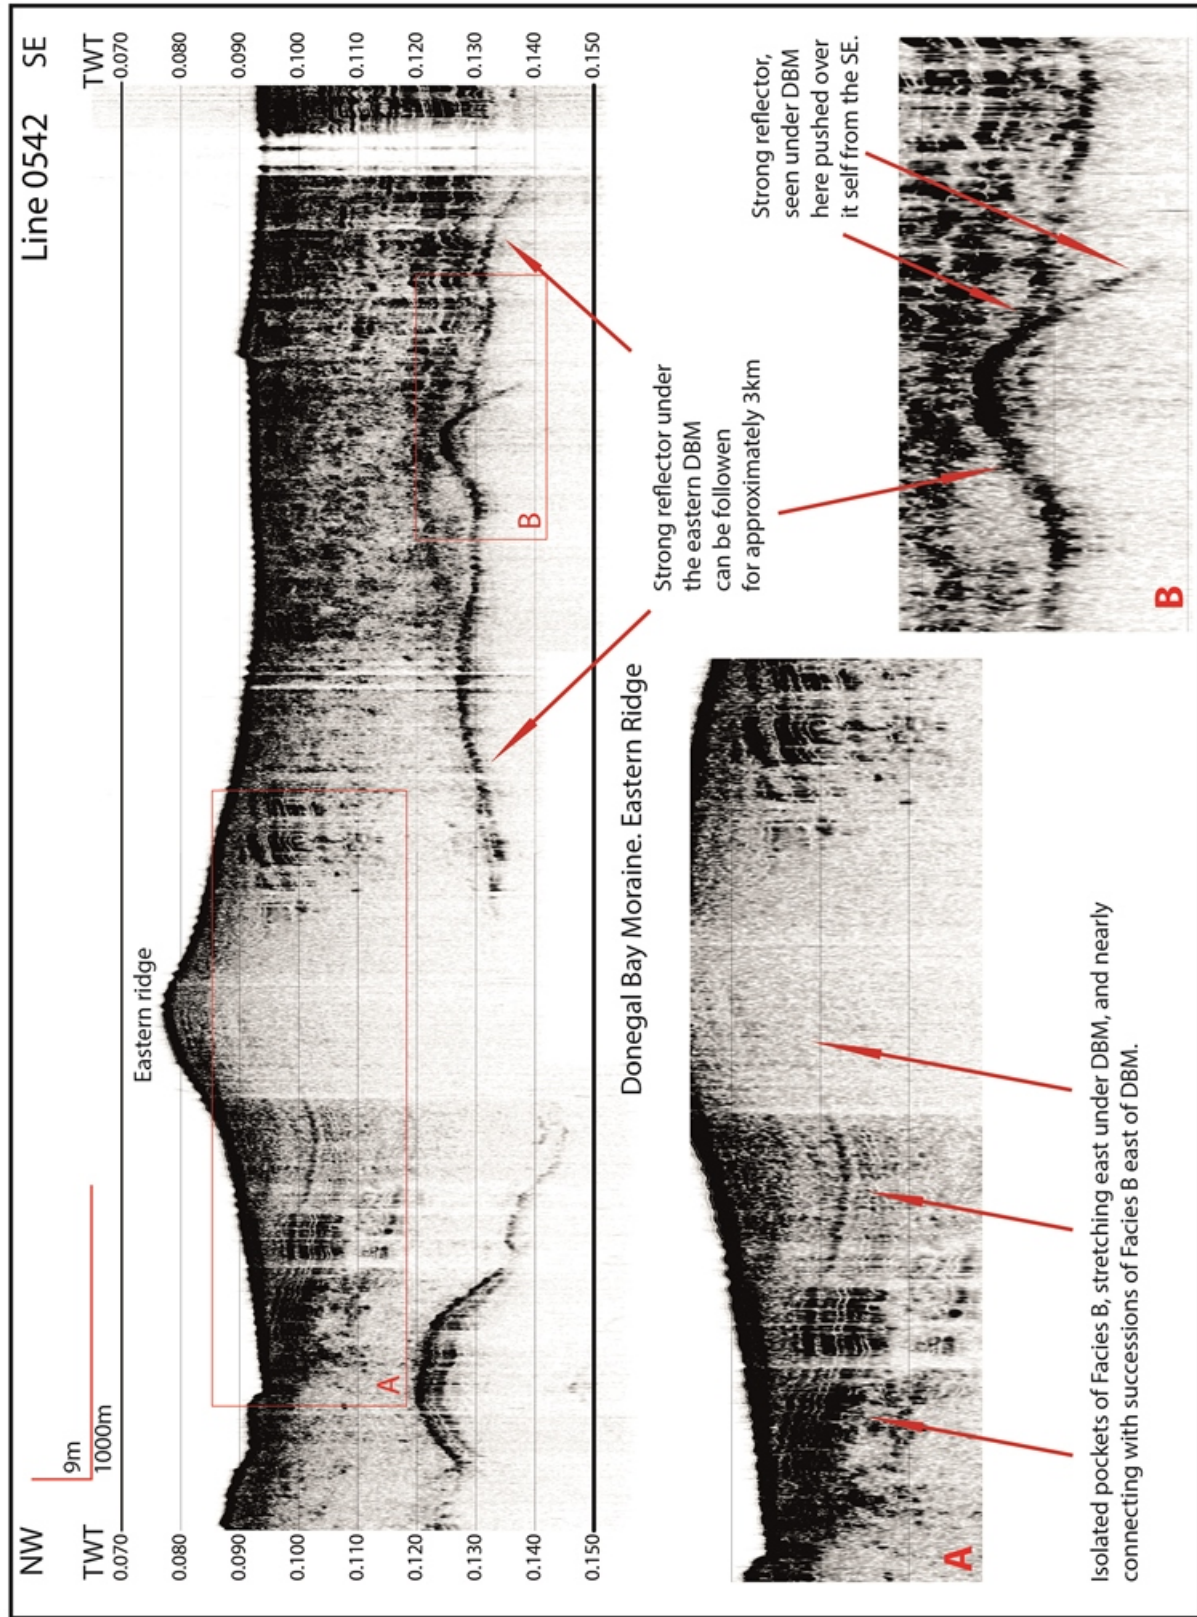 NW
Line 0542 SE
TWT
TWT
0.070
0.080
0.090
0.100
0.110
0.120
0.130
0.140
0.150
9m
1000m
Eastern ridge
A
B
0.070
0.080
0.090
0.100
0.110
0.120
0.130
0.140
0.150
Strong reflector under
the eastern DBM
can be followen
for approximately 3km
Donegal Bay Moraine. Eastern Ridge
Strong reflector,
seen under DBM
here pushed over
it self from the SE.
A
B
Isolated pockets of Facies B, stretching east under DBM, and nearly
connecting with successions of Facies B east of DBM.